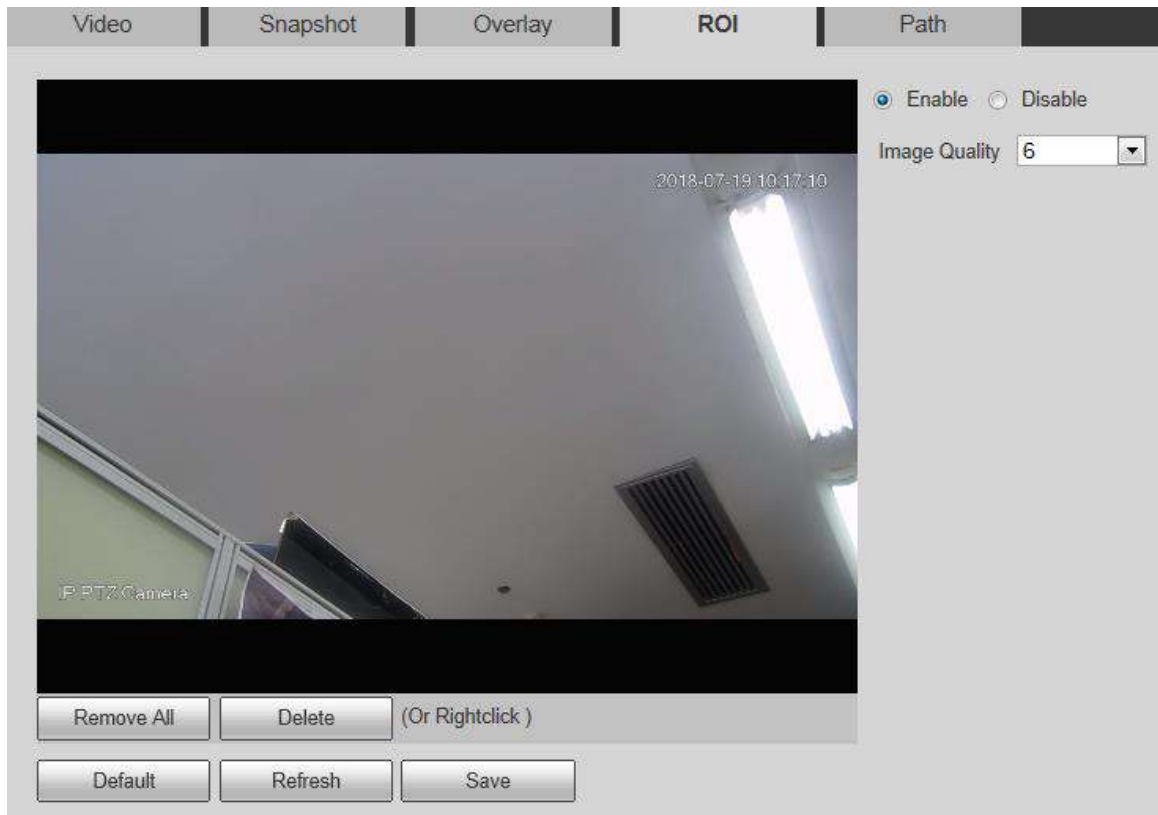 Video Snapshot Overlay ROI Path
Enable Disable
Image Quality 6
2018-07-19 10:17:10
IP PTZ Camera
Remove All Delete (Or Rightclick )
Default Refresh Save